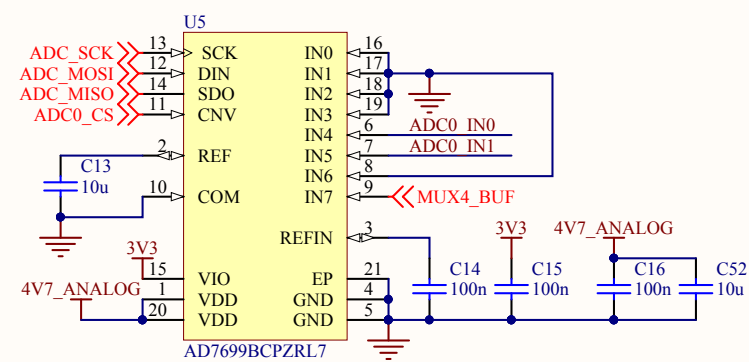 U5
ADC_SCK 13 SCK IN0 16
ADC_MOSI 12 DIN IN1 17
ADC_MISO 14 SDO IN2 18
ADC0_CS 11 CNV IN3 19
IN4 6 ADC0_IN0
2 REF IN5 7 ADC0_IN1
C13 IN6 8
10u 10 COM IN7 9 MUX4_BUF
REFIN 3
3V3 3V3 4V7_ANALOG
15 VIO EP 21 C14 C15 C16 C52
4V7_ANALOG 1 VDD GND 4 100n 100n 100n 10u
20 VDD GND 5
AD7699BCPZRL7